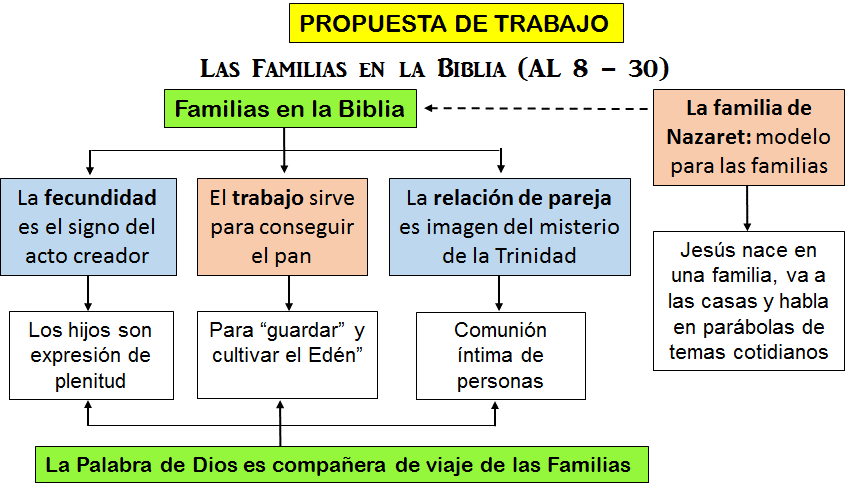 PROPUESTA DE TRABAJO
Las Familias en la Biblia (AL 8 – 30)
Familias en la Biblia
La familia de
Nazaret: modelo
para las familias
La fecundidad
es el signo del
acto creador
El trabajo sirve
para conseguir
el pan
La relación de pareja
es imagen del misterio
de la Trinidad
Jesús nace en
una familia, va a
las casas y habla
en parábolas de
temas cotidianos
Los hijos son
expresión de
plenitud
Para “guardar” y
cultivar el Edén”
Comunión
íntima de
personas
La Palabra de Dios es compañera de viaje de las Familias